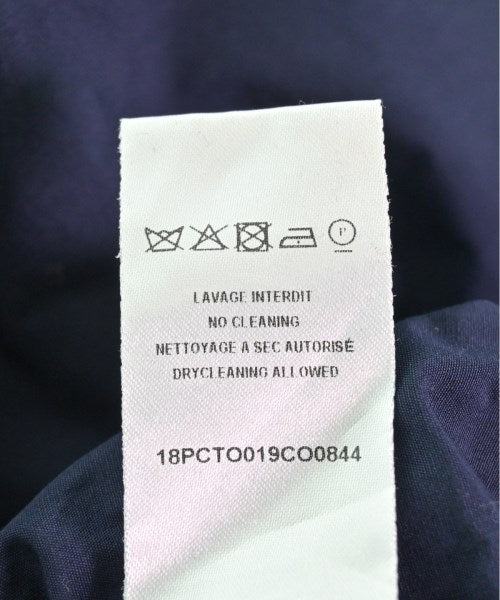 P
LAVAGE INTERDIT
NO CLEANING
NETTOYAGE A SEC AUTORISÉ
DRYCLEANING ALLOWED
18PCTO019CO0844